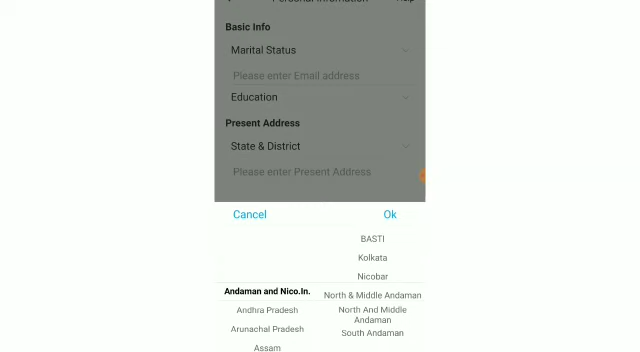 Personal Information Help
Basic Info
Marital Status
Please enter Email address
Education
Present Address
State & District
Please enter Present Address
Cancel Ok
BASTI
Kolkata
Nicobar
Andaman and Nico.In. North & Middle Andaman
Andhra Pradesh North And Middle
Andaman
Arunachal Pradesh South Andaman
Assam